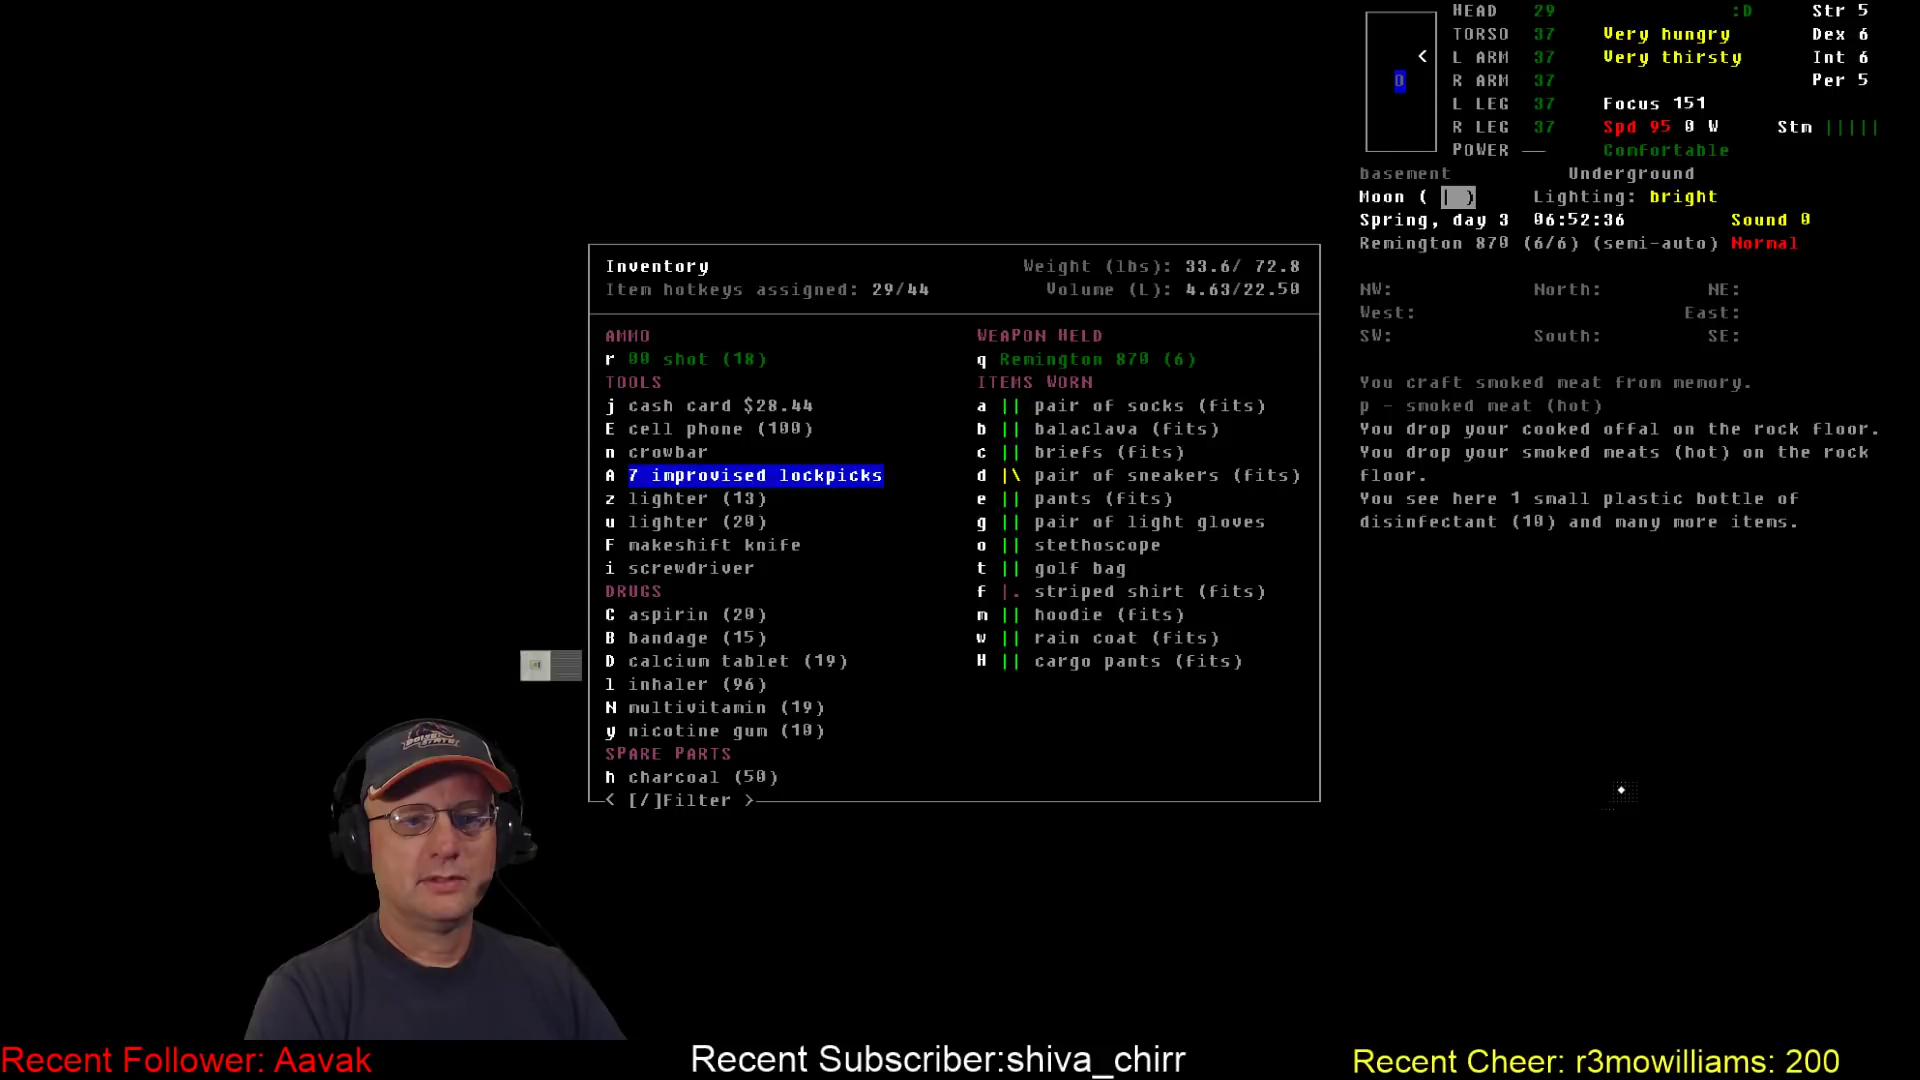 HEAD 29 :D Str 5
TORSO 37 Very hungry Dex 6
L ARM 37 Very thirsty Int 6
R ARM 37 Per 5
L LEG 37 Focus 151
R LEG 37 Spd 95 0 W Stm |||||
POWER —
Comfortable
<
0
basement Underground
Moon ( | ) Lighting: bright
Spring, day 3 06:52:36 Sound 0
Remington 870 (6/6) (semi-auto) Normal
NW: North: NE:
West: East:
SW: South: SE:
You craft smoked meat from memory.
p - smoked meat (hot)
You drop your cooked offal on the rock floor.
You drop your smoked meats (hot) on the rock
floor.
You see here 1 small plastic bottle of
disinfectant (10) and many more items.
Inventory Weight (lbs): 33.6/ 72.8
Item hotkeys assigned: 29/44 Volume (L): 4.63/22.50
AMMO
r 00 shot (18)
TOOLS
j cash card $28.44
E cell phone (100)
n crowbar
A 7 improvised lockpicks
z lighter (13)
u lighter (20)
F makeshift knife
i screwdriver
DRUGS
C aspirin (20)
B bandage (15)
D calcium tablet (19)
l inhaler (96)
N multivitamin (19)
y nicotine gum (10)
SPARE PARTS
h charcoal (50)
WEAPON HELD
q Remington 870 (6)
ITEMS WORN
a || pair of socks (fits)
b || balaclava (fits)
c || briefs (fits)
d |\ pair of sneakers (fits)
e || pants (fits)
g || pair of light gloves
o || stethoscope
t || golf bag
f |. striped shirt (fits)
m || hoodie (fits)
w || rain coat (fits)
H || cargo pants (fits)
< [/]Filter >
BOISE STATE
Recent Follower: Aavak
Recent Subscriber:shiva_chirr
Recent Cheer: r3mowilliams: 200